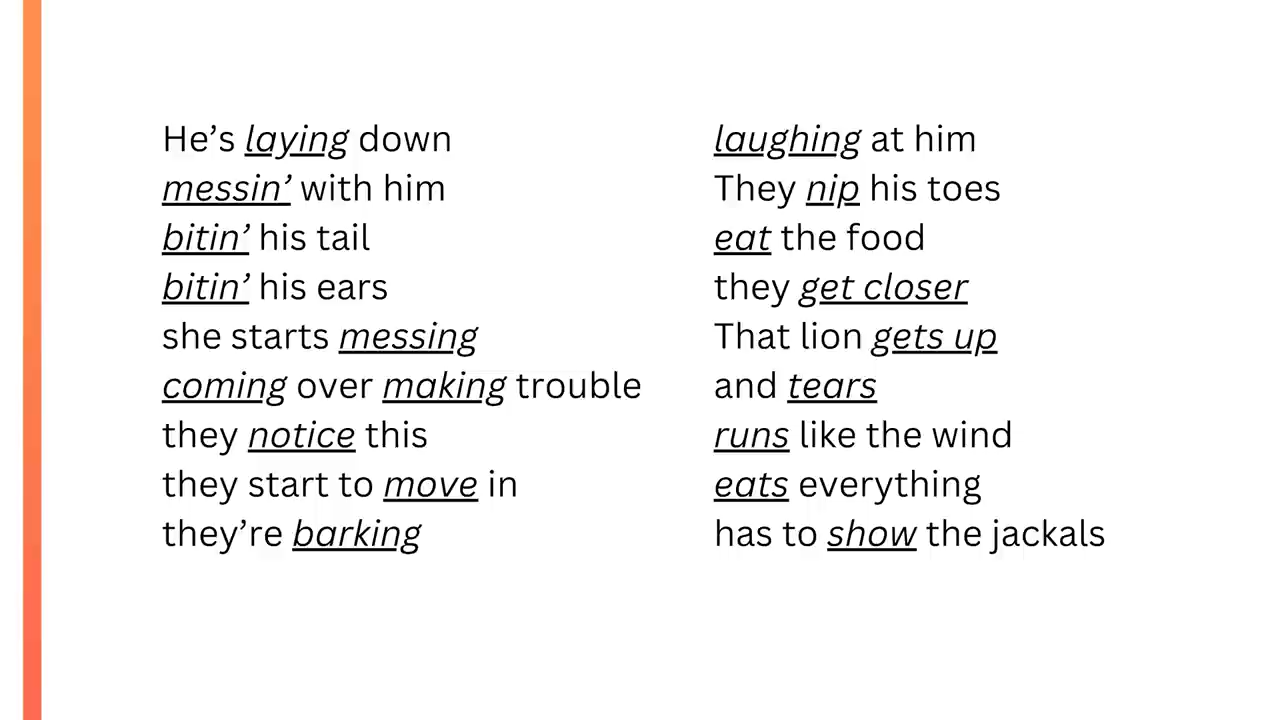 He’s laying down
messin’ with him
bitin’ his tail
bitin’ his ears
she starts messing
coming over making trouble
they notice this
they start to move in
they’re barking
laughing at him
They nip his toes
eat the food
they get closer
That lion gets up
and tears
runs like the wind
eats everything
has to show the jackals